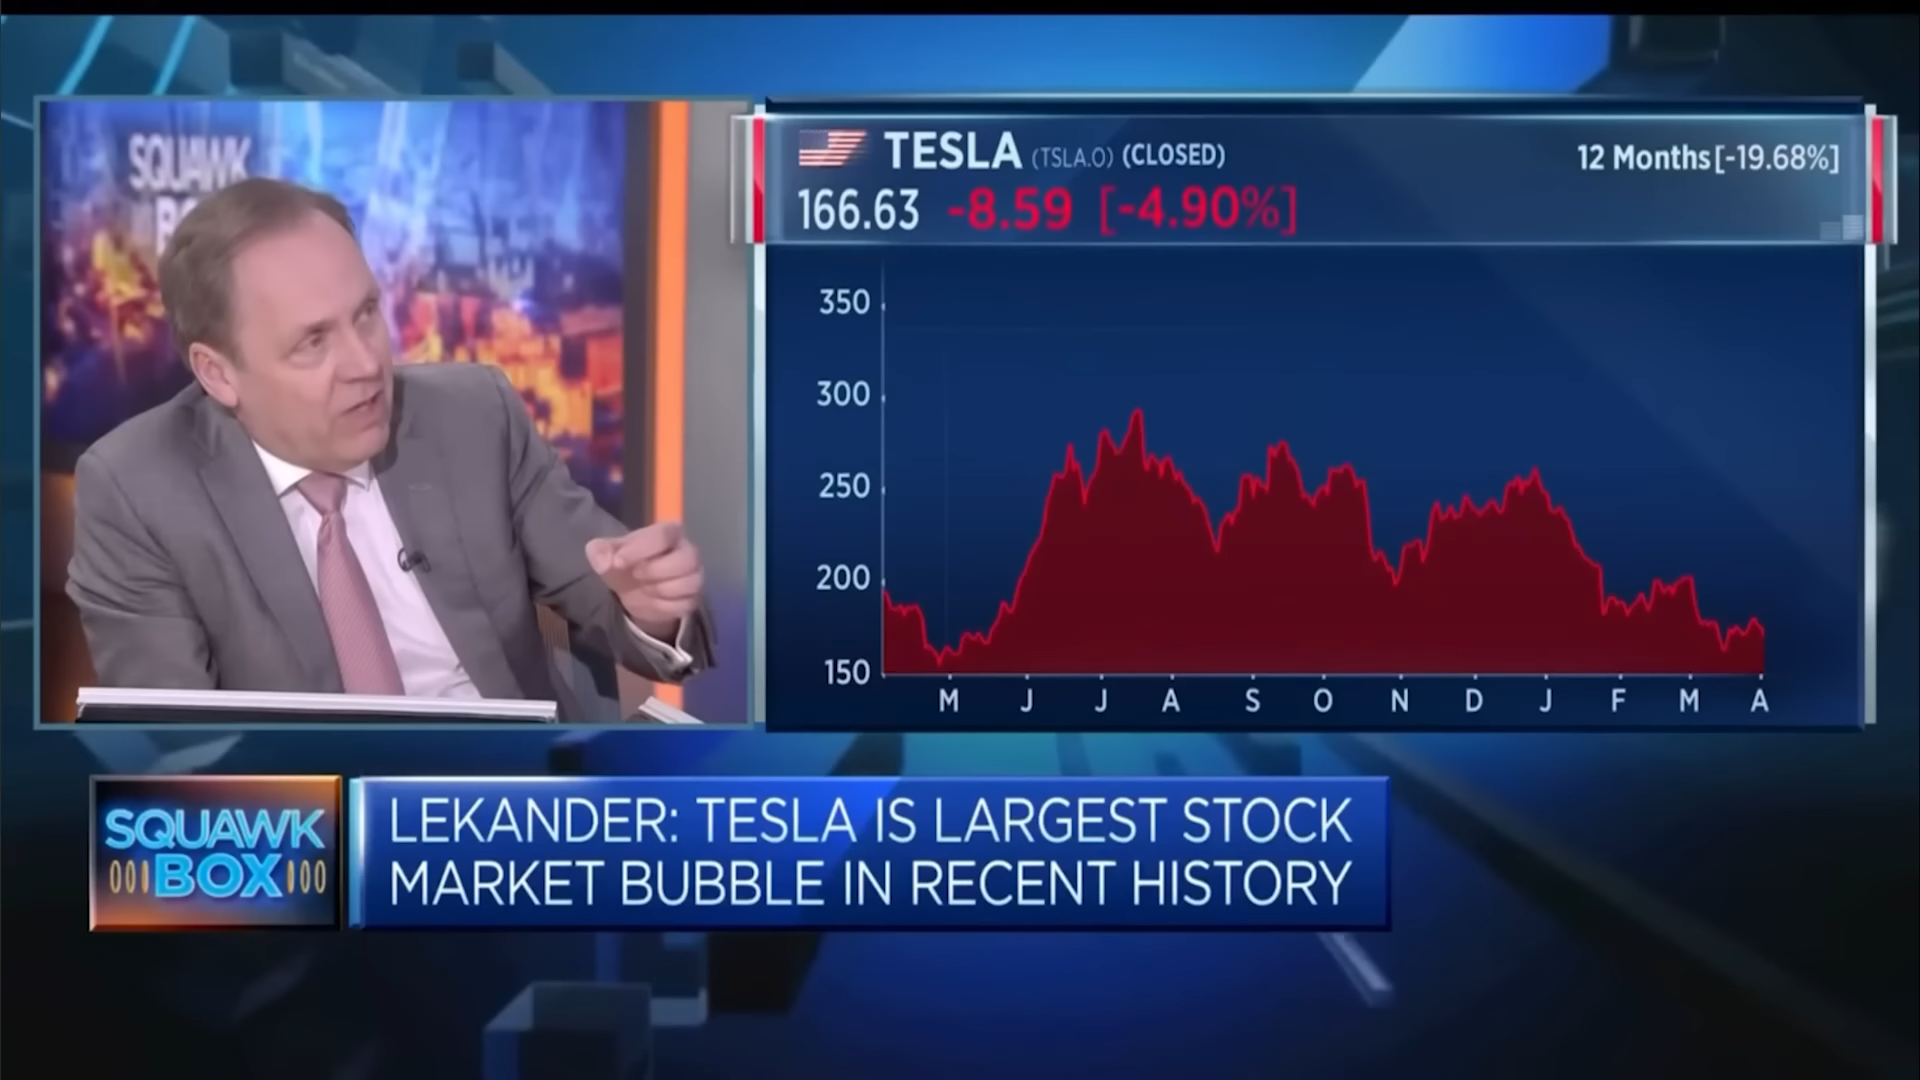 SQUAWK
TESLA (TSLA.O) (CLOSED)
12 Months [-19.68%]
166.63 -8.59 [-4.90%]
350
300
250
200
150
M J J A S O N D J F M A
SQUAWK
BOX
LEKANDER: TESLA IS LARGEST STOCK
MARKET BUBBLE IN RECENT HISTORY